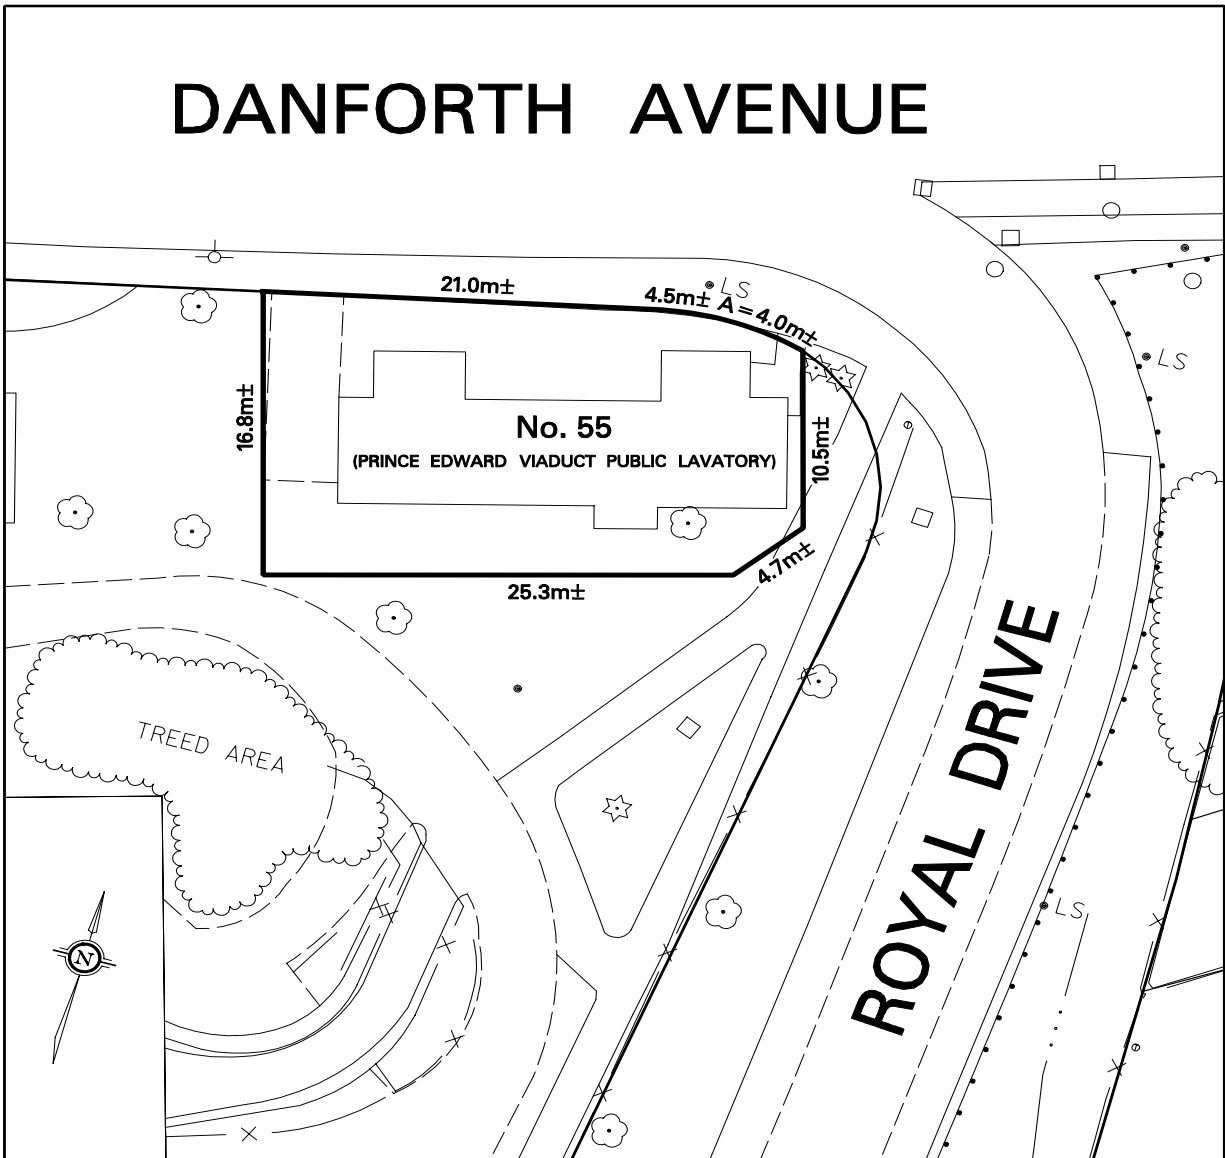 DANFORTH AVENUE
21.0m±
4.5m±
A=4.0m±
LS
LS
16.8m±
No. 55
(PRINCE EDWARD VIADUCT PUBLIC LAVATORY)
10.5m±
4.7m±
25.3m±
ROYAL DRIVE
TREED AREA
LS
N